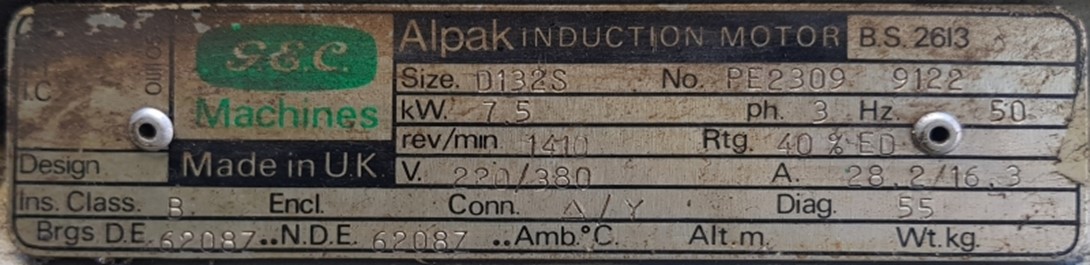 Alpak INDUCTION MOTOR B.S. 2613
G.E.C. Machines
Made in U.K.
I.C
Size. D132S No. PE2309 9122
kW. 7.5 ph. 3 Hz. 50
rev/min 1410 Rtg. 40 % ED
Design V. 220/380 A. 28.2/16.3
Ins. Class. B Encl. Conn. △/Y Diag. 55
Brgs D.E. 62087 N.D.E. 62087 Amb.°C. Alt.m. Wt.kg.